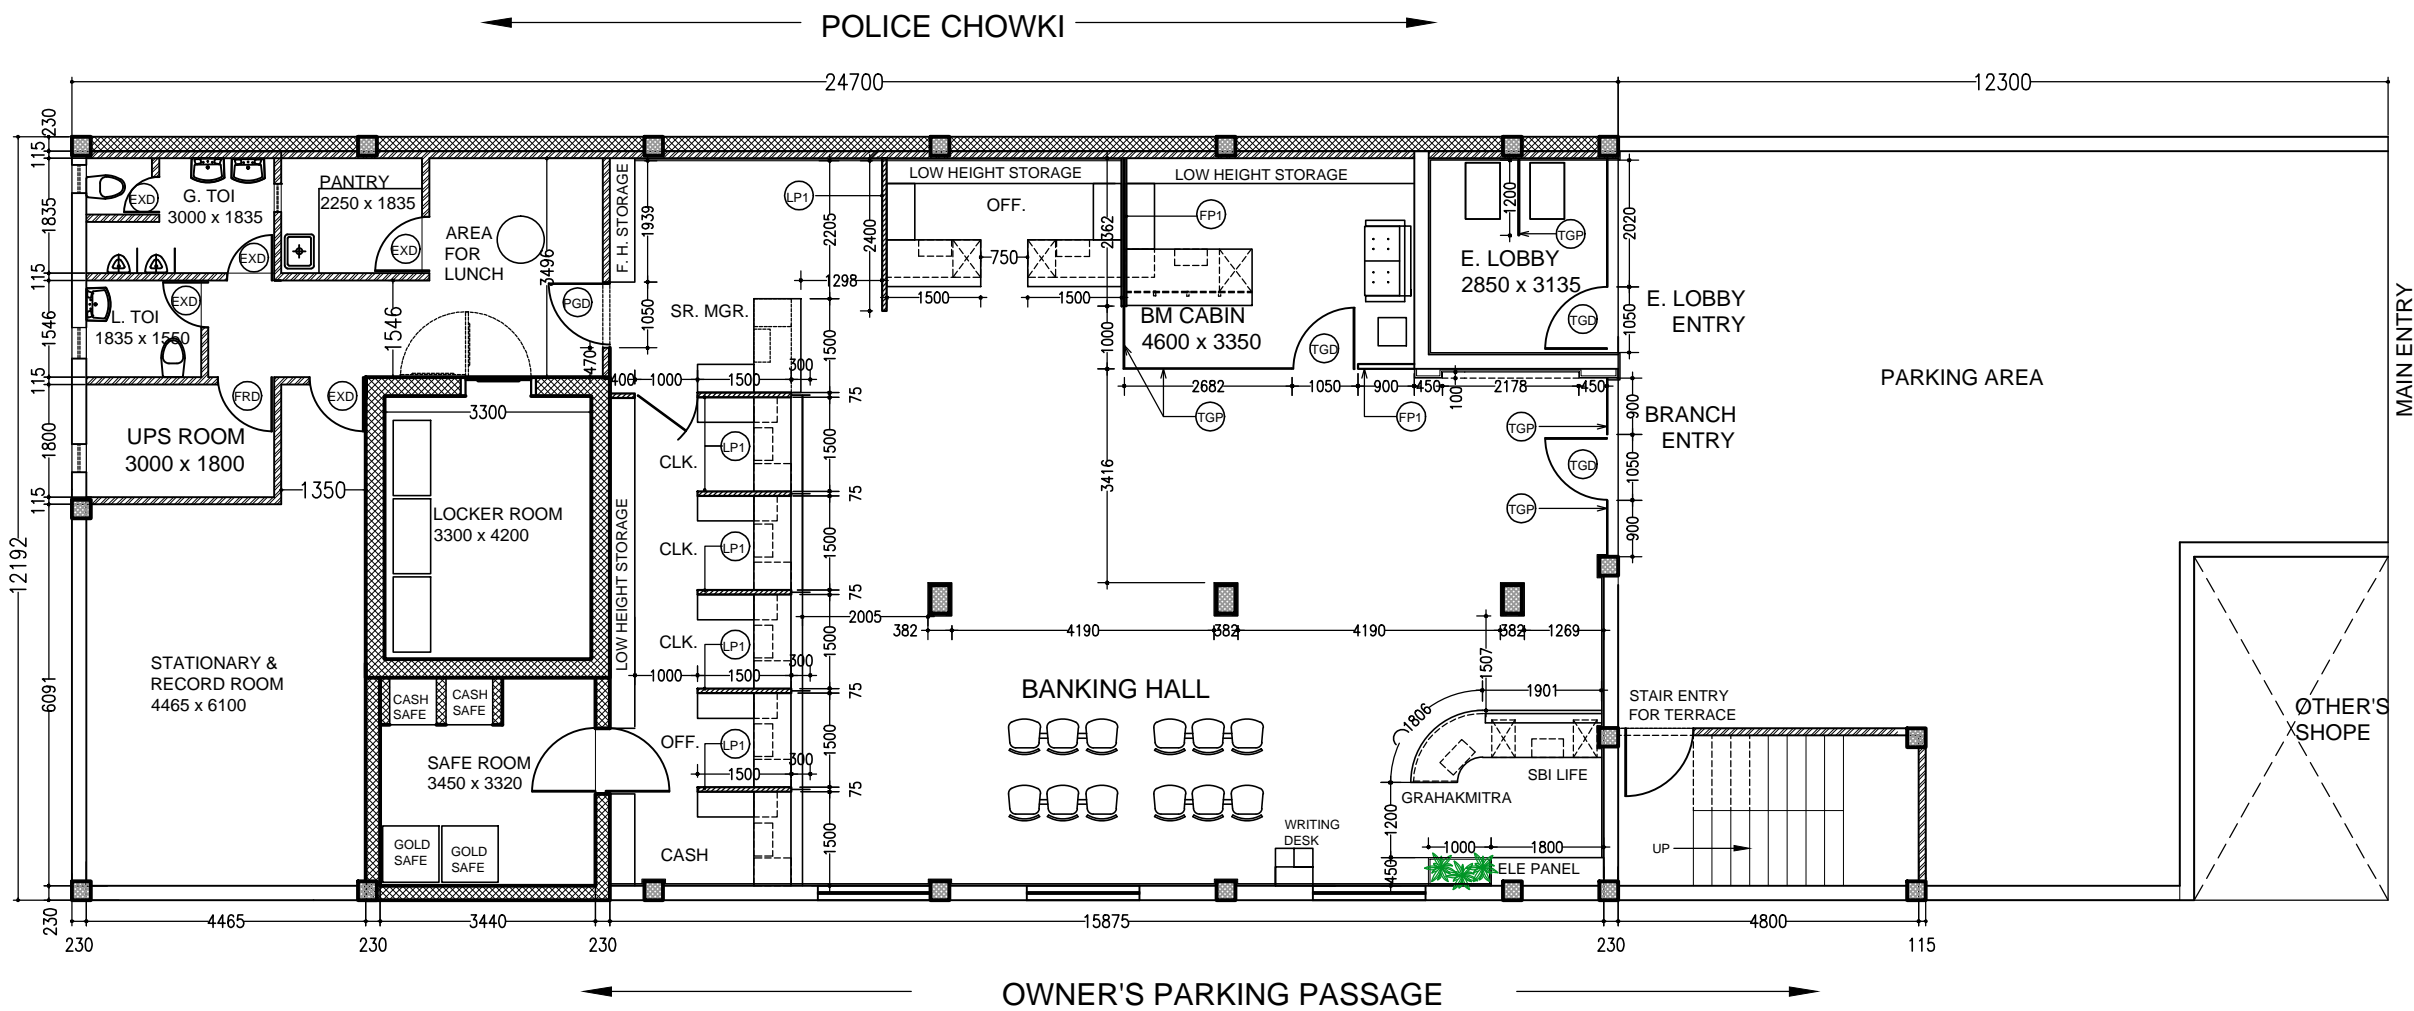 POLICE CHOWKI
24700
12300
230
115
1835
115
1546
115
1800
115
12192
6091
230
G. TOI
3000 x 1835
EXD
EXD
PANTRY
2250 x 1835
EXD
AREA
FOR
LUNCH
3496
F. H. STORAGE
1939
1050
PGD
470
1546
L. TOI
1835 x 1550
EXD
FRD
EXD
UPS ROOM
3000 x 1800
1350
3300
LOCKER ROOM
3300 x 4200
STATIONARY &
RECORD ROOM
4465 x 6100
CASH
SAFE
CASH
SAFE
SAFE ROOM
3450 x 3320
GOLD
SAFE
GOLD
SAFE
LOW HEIGHT STORAGE
SR. MGR.
400
1000
1500
300
CLK.
LP1
CLK.
LP1
CLK.
LP1
1000
1500
300
OFF.
LP1
1500
300
CASH
LP1
2205
2400
1298
1500
75
1500
75
1500
75
1500
75
1500
75
1500
LOW HEIGHT STORAGE
OFF.
750
1500
1500
2362
1000
3416
LOW HEIGHT STORAGE
FP1
BM CABIN
4600 x 3350
TGD
2682
1050
900
450
100
2178
450
TGP
FP1
1200
TGP
E. LOBBY
2850 x 3135
TGD
2020
1050
E. LOBBY
ENTRY
900
1050
900
TGP
TGD
TGP
BRANCH
ENTRY
PARKING AREA
MAIN ENTRY
2005
382
4190
382
4190
382
1269
BANKING HALL
1507
1901
1806
SBI LIFE
GRAHAKMITRA
1200
450
1000
1800
WRITING
DESK
ELE PANEL
STAIR ENTRY
FOR TERRACE
UP
OTHER'S
SHOPE
230
4465
230
3440
230
15875
230
4800
115
OWNER'S PARKING PASSAGE